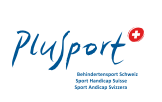 PluSport
Behindertensport Schweiz
Sport Handicap Suisse
Sport Andicap Svizzera